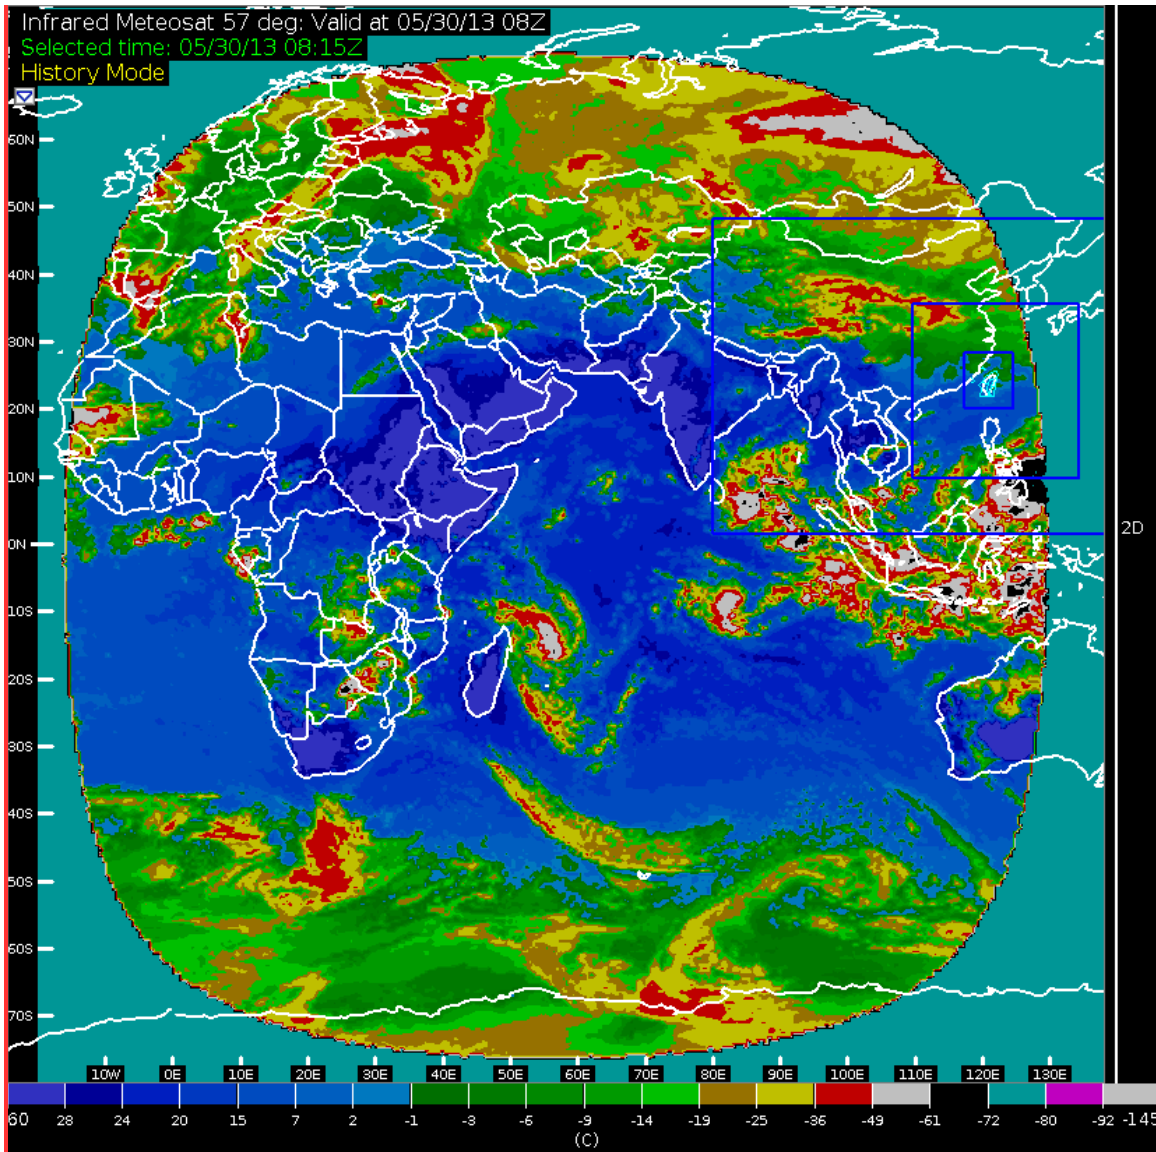 Infrared Meteosat 57 deg: Valid at 05/30/13 08Z
Selected time: 05/30/13 08:15Z
History Mode
60N
50N
40N
30N
20N
10N
0N
10S
20S
30S
40S
50S
60S
70S
2D
10W 0E 10E 20E 30E 40E 50E 60E 70E 80E 90E 100E 110E 120E 130E
60 28 24 20 15 7 2 -1 -3 -6 -9 -14 -19 -25 -36 -49 -61 -72 -80 -92 -145
(C)